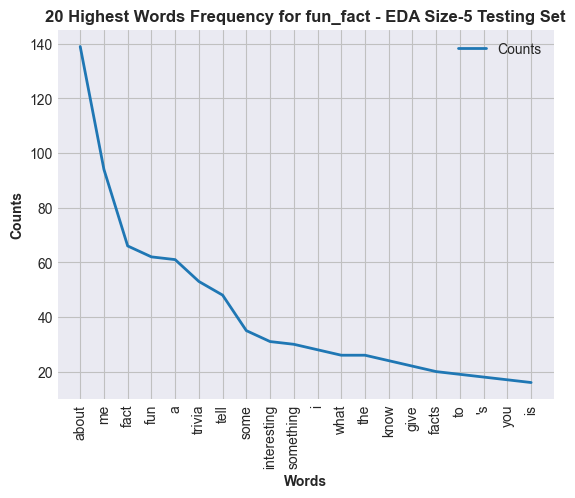 20 Highest Words Frequency for fun_fact - EDA Size-5 Testing Set
Counts
140
120
100
80
60
40
20
Counts
about
me
fact
fun
a
trivia
tell
some
interesting
something
i
what
the
know
give
facts
to
's
you
is
Words